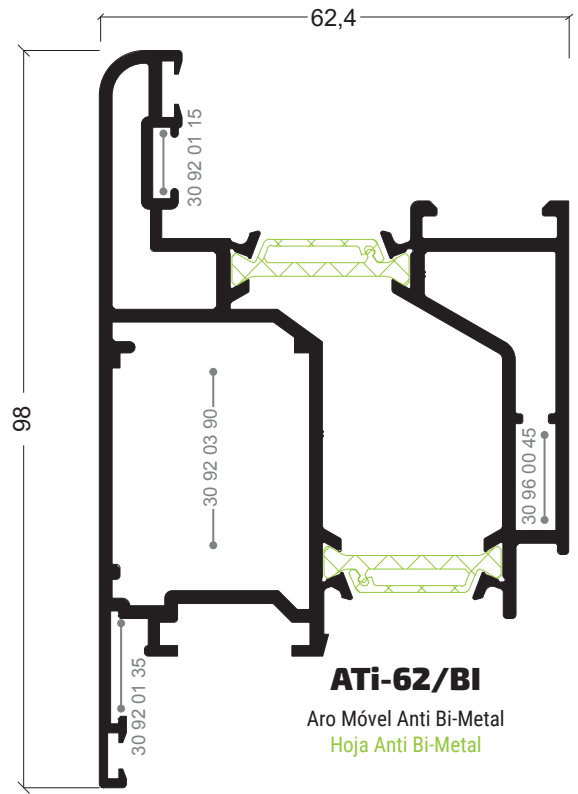 62,4
98
30 92 01 15
30 92 03 90
30 96 00 45
30 92 01 35
ATi-62/BI
Aro Móvel Anti Bi-Metal
Hoja Anti Bi-Metal